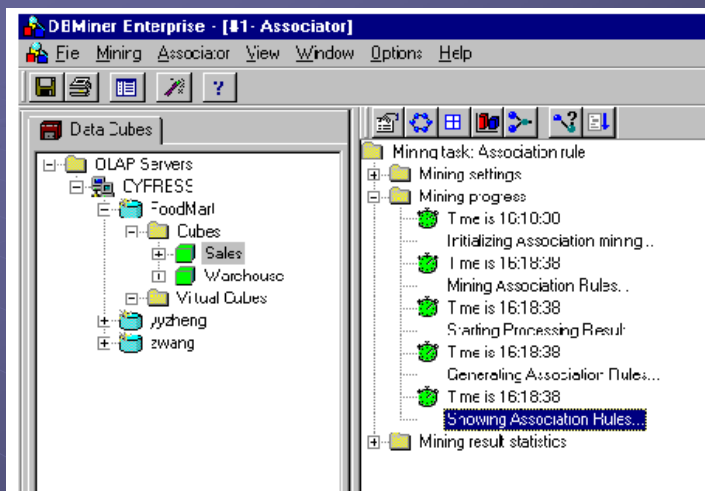 DBMiner Enterprise - [#1- Associator]
File Mining Associator View Window Options Help
Data Cubes
OLAP Servers
CYPRESS
FoodMart
Cubes
Sales
Warehouse
Virtual Cubes
yyzheng
zwang
Mining task: Association rule
Mining settings
Mining progress
Time is 16:18:38
Initializing Association mining...
Time is 16:18:38
Mining Association Rules...
Time is 16:18:38
Starting Processing Result
Time is 16:18:38
Generating Association Rules...
Time is 16:18:38
Showing Association Rules...
Mining result statistics